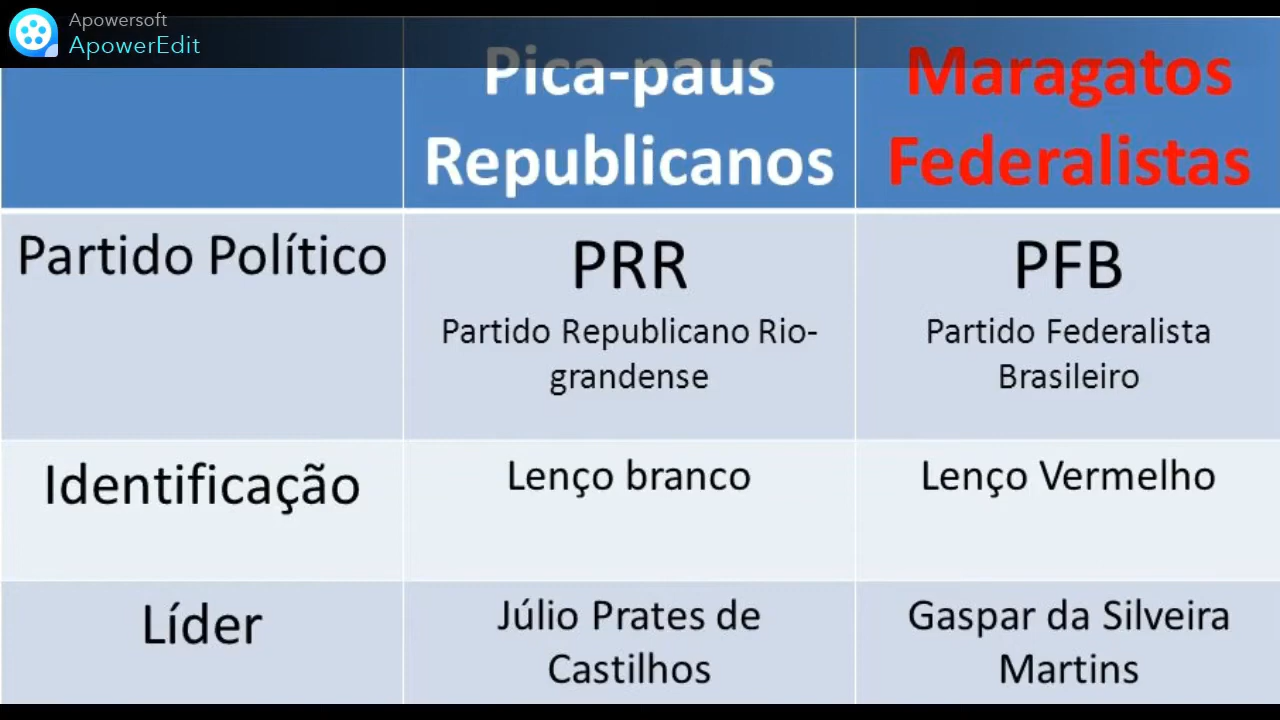 Apowersoft
ApowerEdit
Pica-paus
Republicanos
Maragatos
Federalistas
Partido Político
PRR
Partido Republicano Rio-
grandense
PFB
Partido Federalista
Brasileiro
Identificação
Lenço branco
Lenço Vermelho
Líder
Júlio Prates de
Castilhos
Gaspar da Silveira
Martins